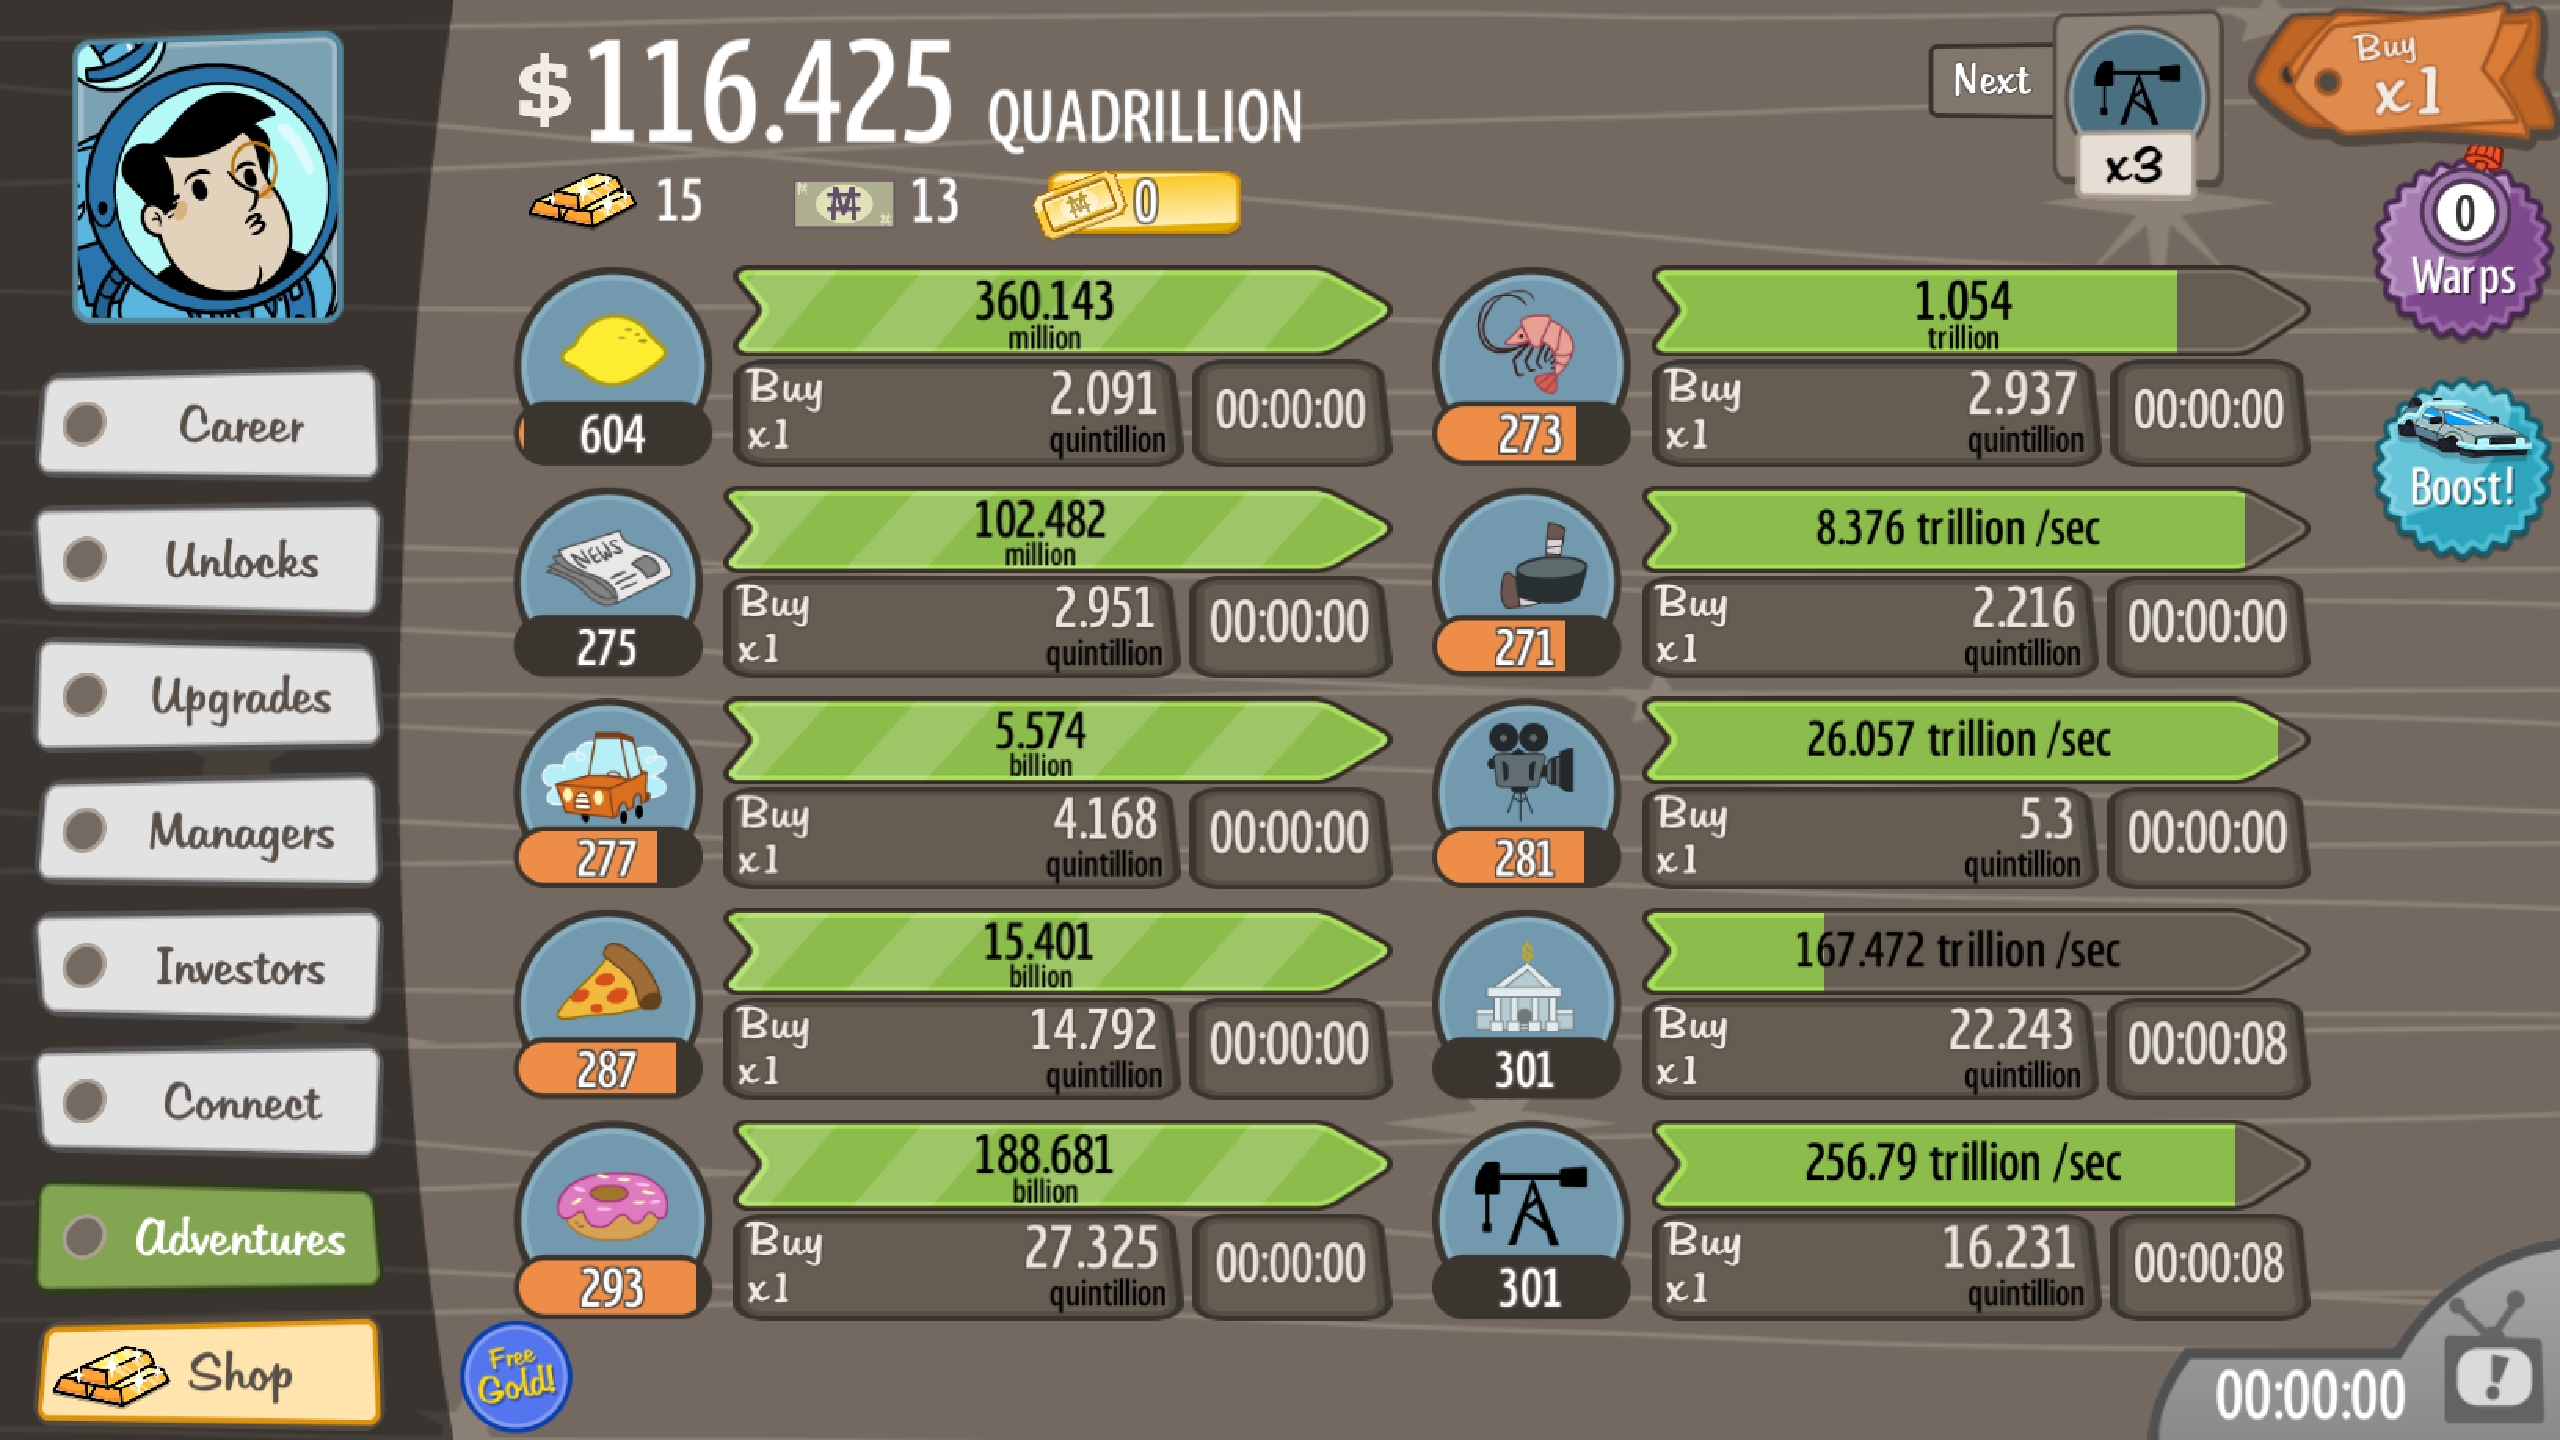 $116.425 QUADRILLION
Next
x3
Buy
x1
15
13
0
0
Warps
Boost!
Career
Unlocks
Upgrades
Managers
Investors
Connect
Adventures
Shop
360.143
million
604
Buy
x1
2.091
quintillion
00:00:00
1.054
trillion
273
Buy
x1
2.937
quintillion
00:00:00
NEWS
102.482
million
275
Buy
x1
2.951
quintillion
00:00:00
8.376 trillion /sec
271
Buy
x1
2.216
quintillion
00:00:00
5.574
billion
277
Buy
x1
4.168
quintillion
00:00:00
26.057 trillion /sec
281
Buy
x1
5.3
quintillion
00:00:00
15.401
billion
287
Buy
x1
14.792
quintillion
00:00:00
167.472 trillion /sec
301
Buy
x1
22.243
quintillion
00:00:08
188.681
billion
293
Buy
x1
27.325
quintillion
00:00:00
256.79 trillion /sec
301
Buy
x1
16.231
quintillion
00:00:08
Free
Gold!
00:00:00
!